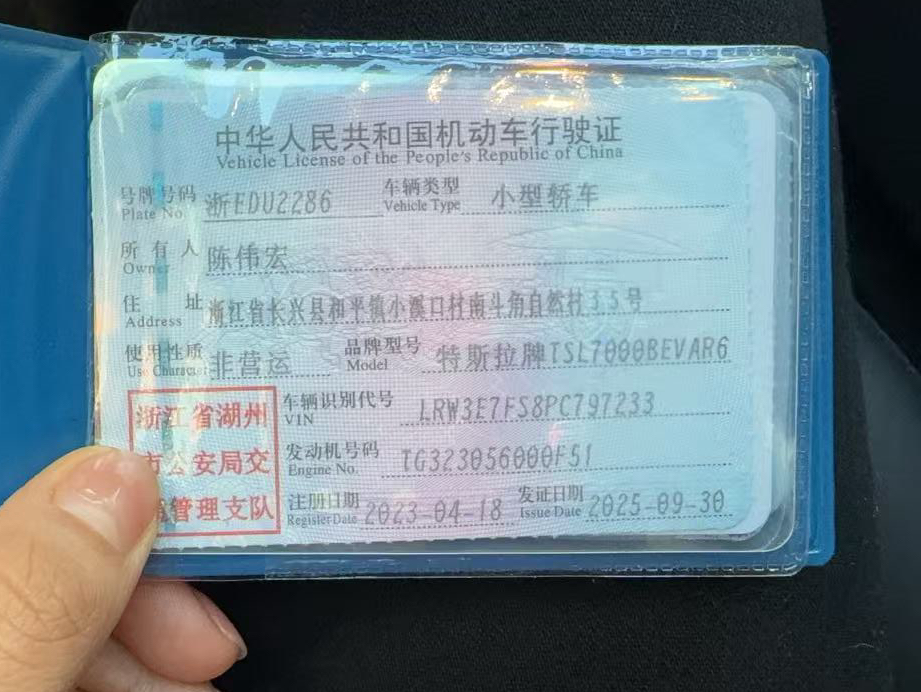 中华人民共和国机动车行驶证
Vehicle License of the People's Republic of China
号牌号码 浙EDU2286 车辆类型 小型轿车
Plate No. Vehicle Type
所有人 陈伟宏
Owner
住址 浙江省长兴县和平镇小溪口村南斗角自然村35号
Address
使用性质 非营运 品牌型号 特斯拉牌TSL7000BEVAR6
Use Character Model
浙江省湖州 车辆识别代号 LRW3E7FS8PC797233
VIN
市公安局交 发动机号码 TG323056000F51
Engine No.
管理支队 注册日期 2023-04-18 发证日期 2025-09-30
Register Date Issue Date